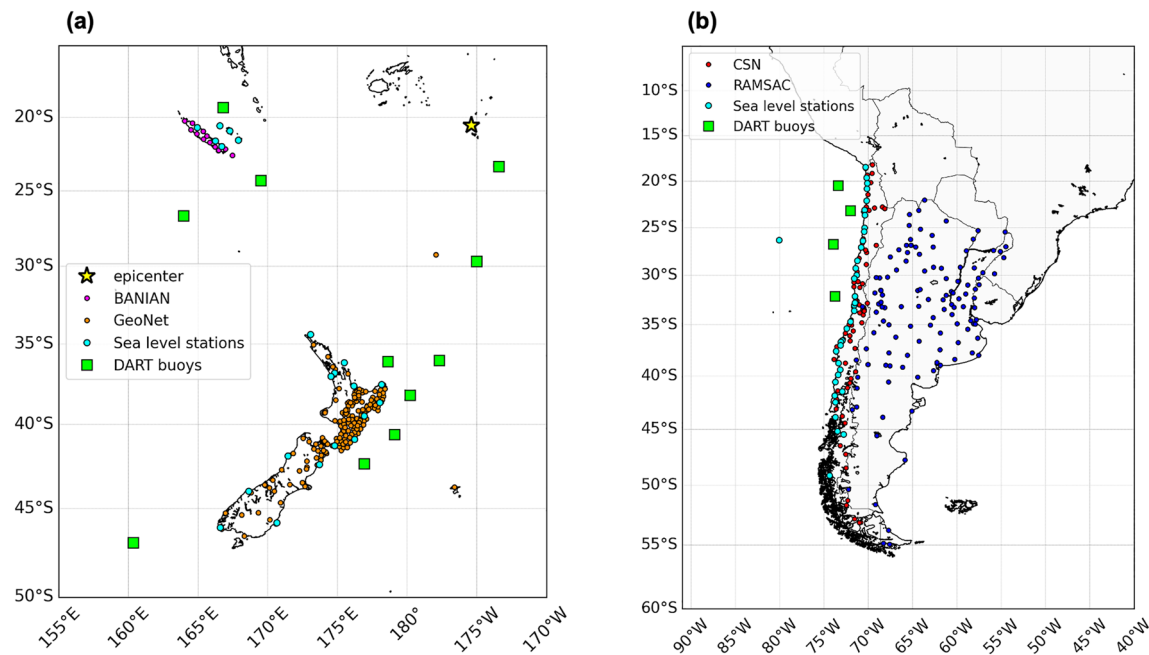 (a)
20°S
25°S
30°S
35°S
40°S
45°S
50°S
epicenter
BANIAN
GeoNet
Sea level stations
DART buoys
155°E
160°E
165°E
170°E
175°E
180°
175°W
170°W
(b)
CSN
RAMSAC
Sea level stations
DART buoys
10°S
15°S
20°S
25°S
30°S
35°S
40°S
45°S
50°S
55°S
60°S
90°W
85°W
80°W
75°W
70°W
65°W
60°W
55°W
50°W
45°W
40°W